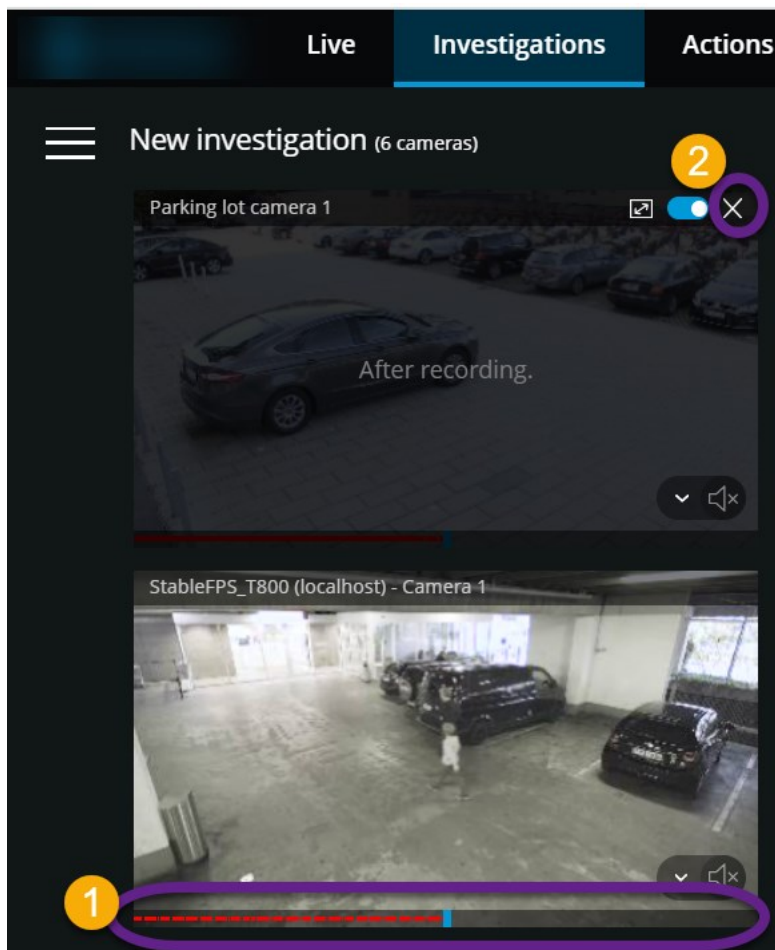 Live Investigations Actions
New investigation (6 cameras)
2
Parking lot camera 1
After recording.
StableFPS_T800 (localhost) - Camera 1
1